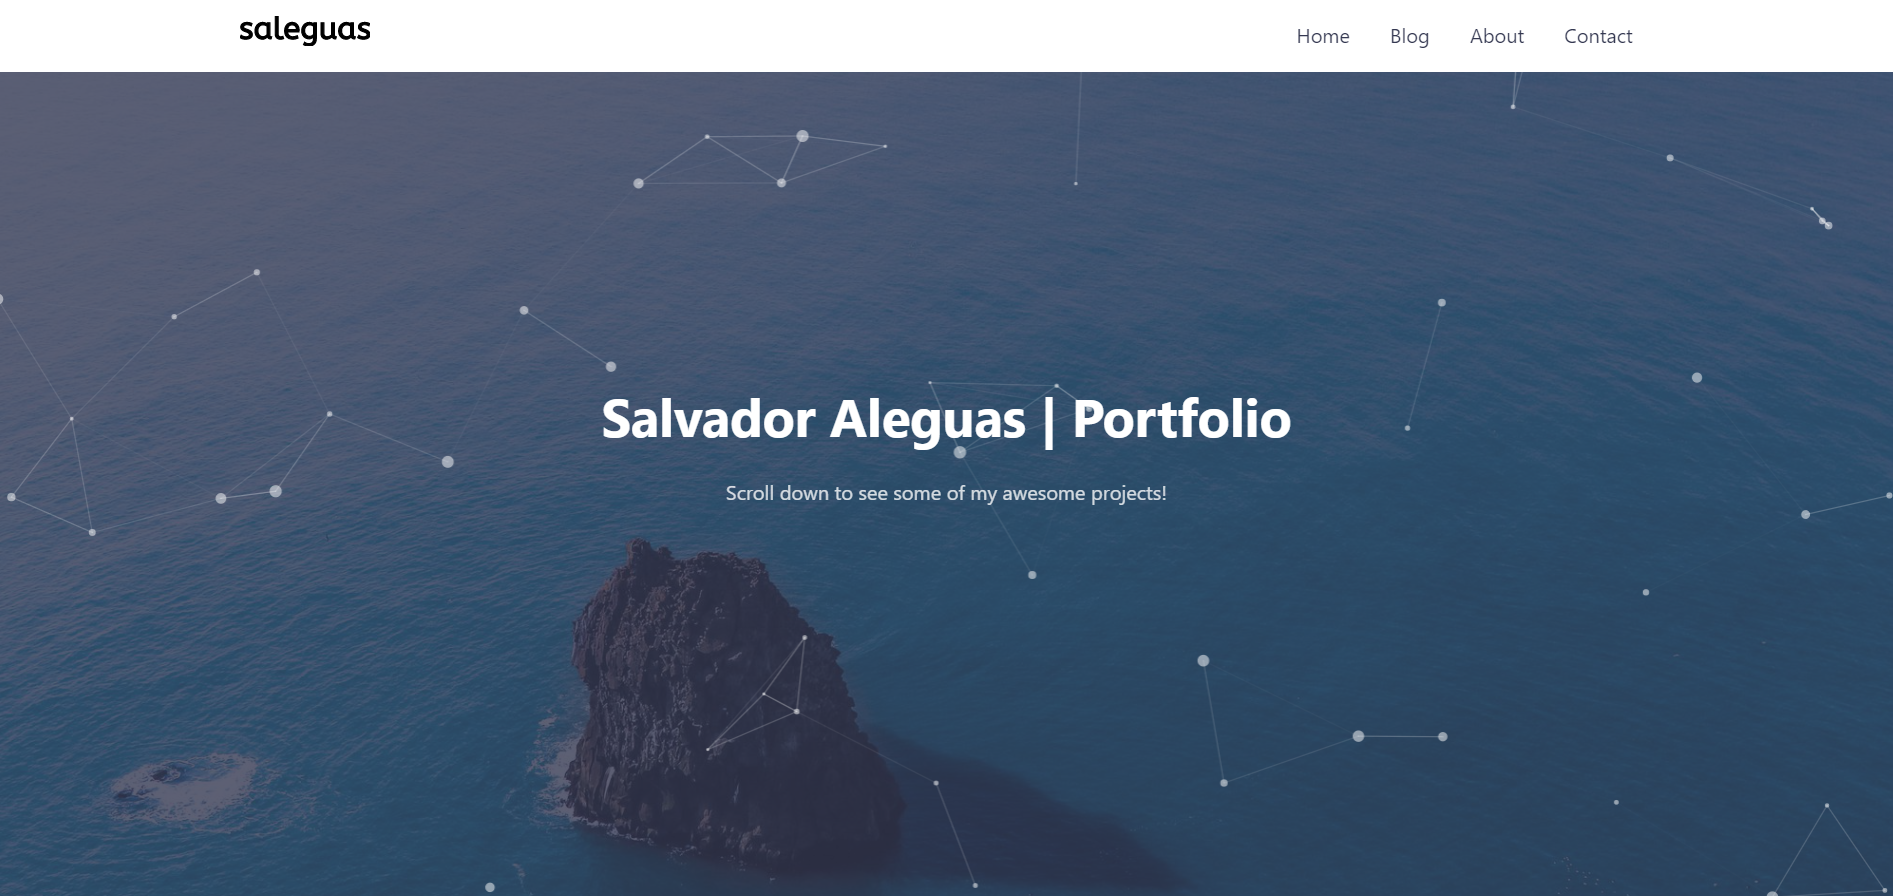 saleguas
Home Blog About Contact
Salvador Aleguas | Portfolio
Scroll down to see some of my awesome projects!